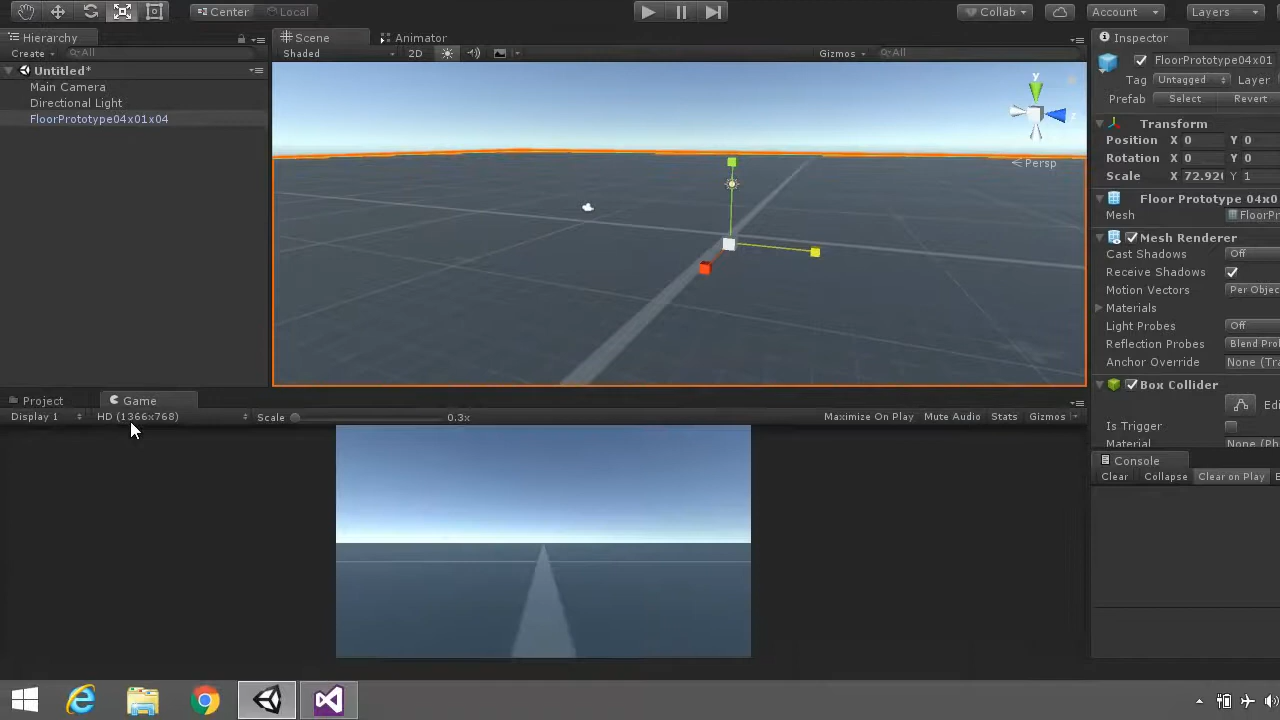 Center
Local
Collab
Account
Layers
Hierarchy
Create
All
Untitled*
Main Camera
Directional Light
FloorPrototype04x01x04
Scene
Animator
Shaded
2D
Gizmos
All
y
z
Persp
Inspector
FloorPrototype04x01
Tag Untagged Layer
Prefab Select Revert
Transform
Position X 0 Y 0
Rotation X 0 Y 0
Scale X 72.92 Y 1
Floor Prototype 04x0
Mesh FloorPr
Mesh Renderer
Cast Shadows Off
Receive Shadows
Motion Vectors Per Objec
Materials
Light Probes Off
Reflection Probes Blend Prob
Anchor Override None (Tra
Box Collider
Edi
Is Trigger
Material None (Ph
Project
Game
Display 1
HD (1366x768)
Scale
0.3x
Maximize On Play
Mute Audio
Stats
Gizmos
Console
Clear
Collapse
Clear on Play
E